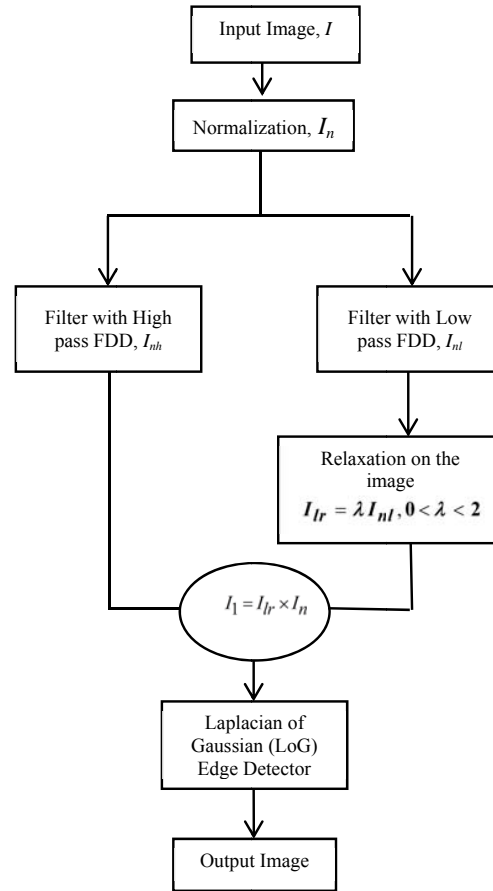 Input Image, I
Normalization, Iₙ
Filter with High
pass FDD, Iₙₕ
Filter with Low
pass FDD, Iₙₗ
Relaxation on the
image
Iₗᵣ = λIₙₗ, 0 < λ < 2
I₁ = Iₗᵣ × Iₙ
Laplacian of
Gaussian (LoG)
Edge Detector
Output Image